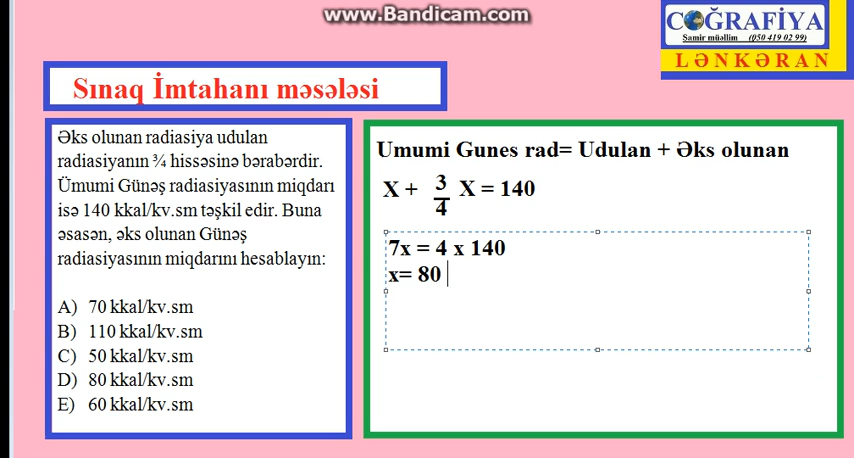 www.Bandicam.com
COĞRAFİYA
Samir müəllim (050 419 02 99)
LƏNKƏRAN
Sınaq İmtahanı məsələsi
Əks olunan radiasiya udulan
radiasiyanın ¾ hissəsinə bərabərdir.
Ümumi Günəş radiasiyasının miqdarı
isə 140 kkal/kv.sm təşkil edir. Buna
əsasən, əks olunan Günəş
radiasiyasının miqdarını hesablayın:
A) 70 kkal/kv.sm
B) 110 kkal/kv.sm
C) 50 kkal/kv.sm
D) 80 kkal/kv.sm
E) 60 kkal/kv.sm
Umumi Gunes rad= Udulan + Əks olunan
X + 3/4 X = 140
7x = 4 x 140
x= 80